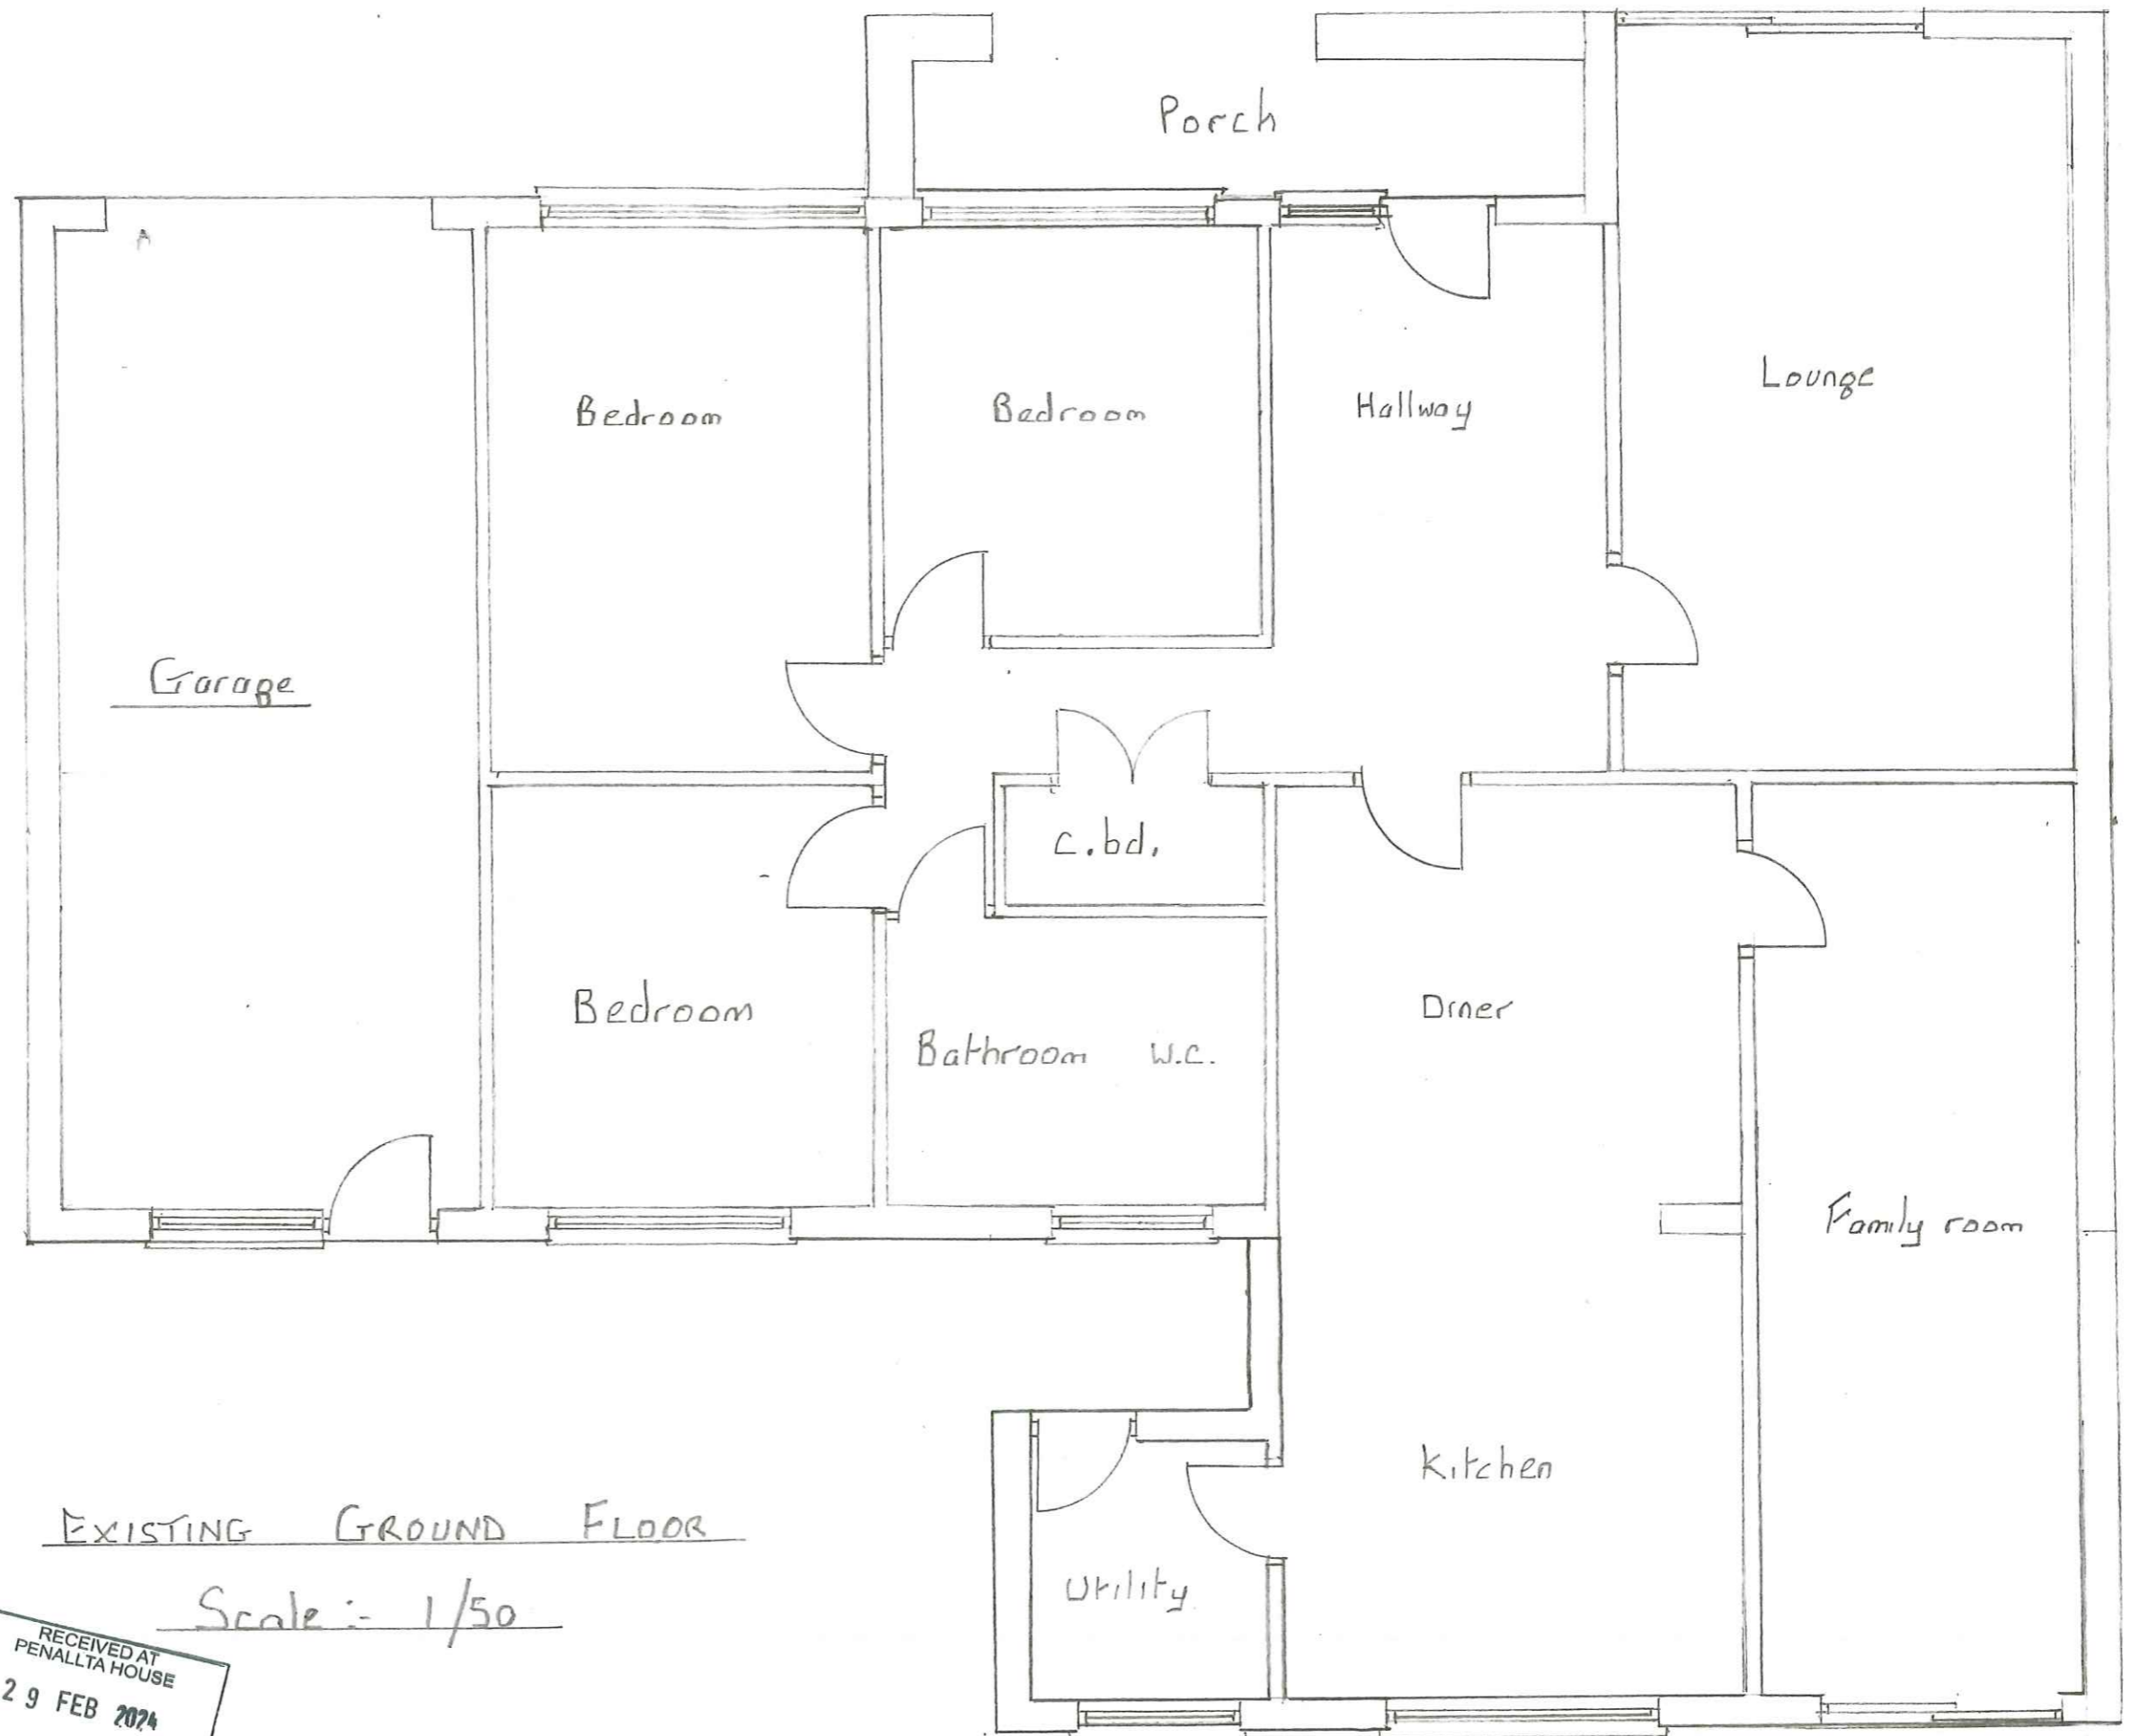 Porch
Lounge
Bedroom
Bedroom
Hallway
Garage
c.bd.
Bedroom
Bathroom W.C.
Diner
Family room
Kitchen
Utility
EXISTING GROUND FLOOR
Scale:- 1/50
RECEIVED AT
PENALLTA HOUSE
29 FEB 2024